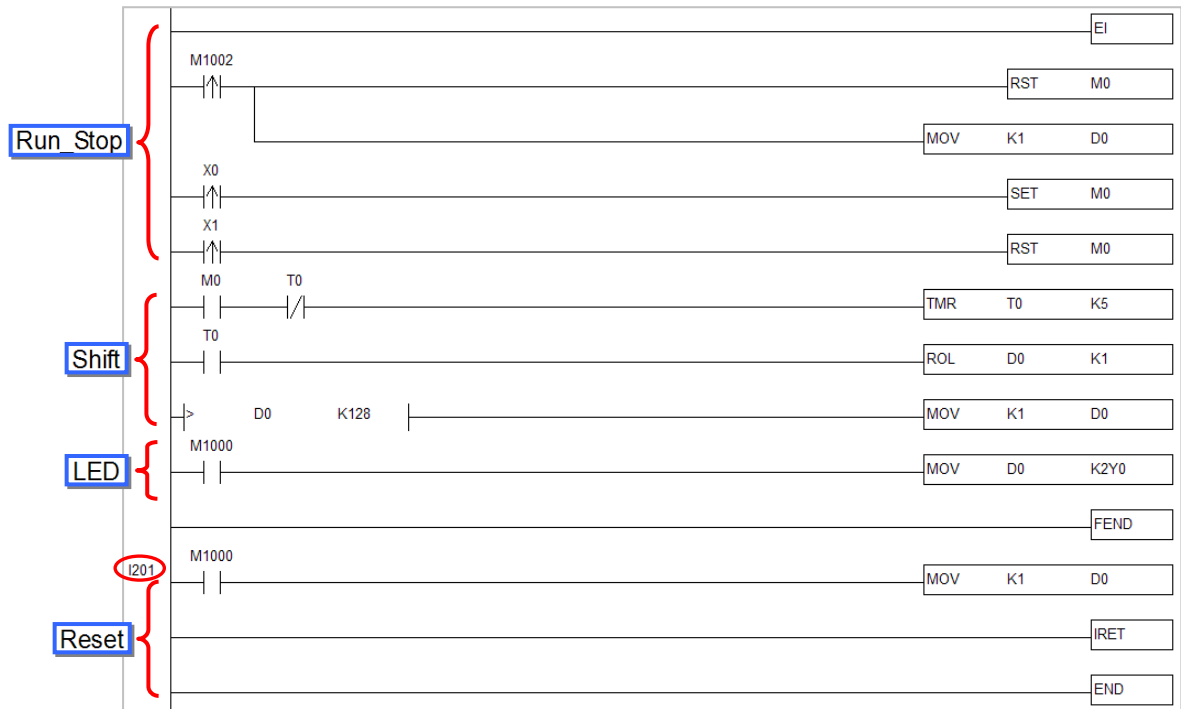 EI
M1002
RST M0
Run_Stop
MOV K1 D0
X0
SET M0
X1
RST M0
M0 T0
TMR T0 K5
T0
Shift
ROL D0 K1
> D0 K128
MOV K1 D0
M1000
LED
MOV D0 K2Y0
FEND
M1000
I201
MOV K1 D0
Reset
IRET
END